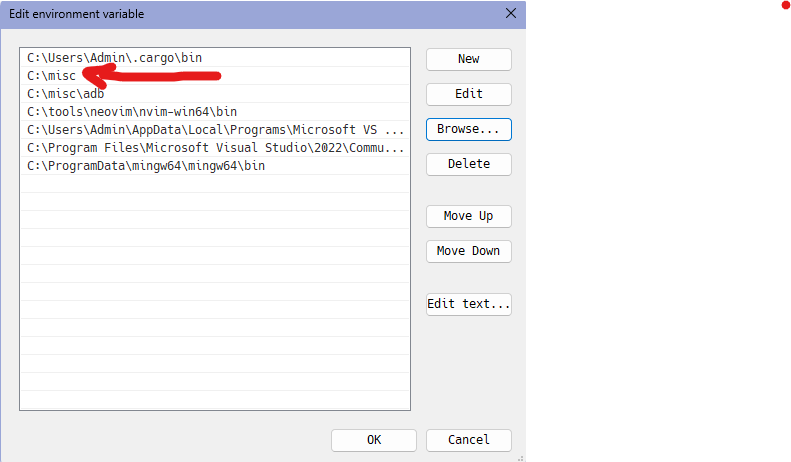 Edit environment variable
C:\Users\Admin\.cargo\bin
C:\misc
C:\misc\adb
C:\tools\neovim\nvim-win64\bin
C:\Users\Admin\AppData\Local\Programs\Microsoft VS ...
C:\Program Files\Microsoft Visual Studio\2022\Commu...
C:\ProgramData\mingw64\mingw64\bin
New
Edit
Browse...
Delete
Move Up
Move Down
Edit text...
OK
Cancel